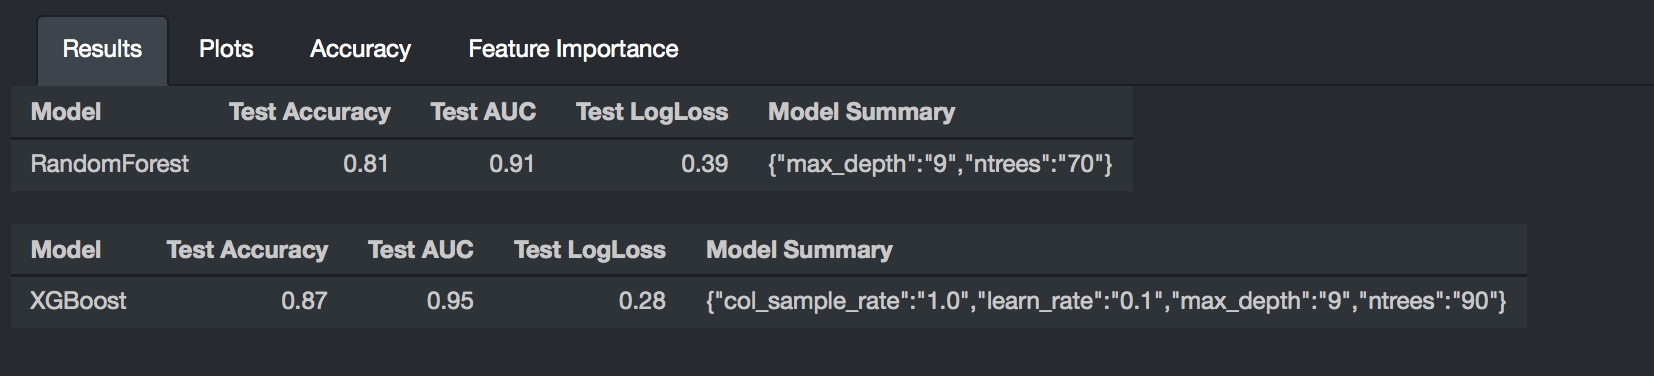 Results Plots Accuracy Feature Importance
Model Test Accuracy Test AUC Test LogLoss Model Summary
RandomForest 0.81 0.91 0.39 {"max_depth":"9","ntrees":"70"}
Model Test Accuracy Test AUC Test LogLoss Model Summary
XGBoost 0.87 0.95 0.28 {"col_sample_rate":"1.0","learn_rate":"0.1","max_depth":"9","ntrees":"90"}